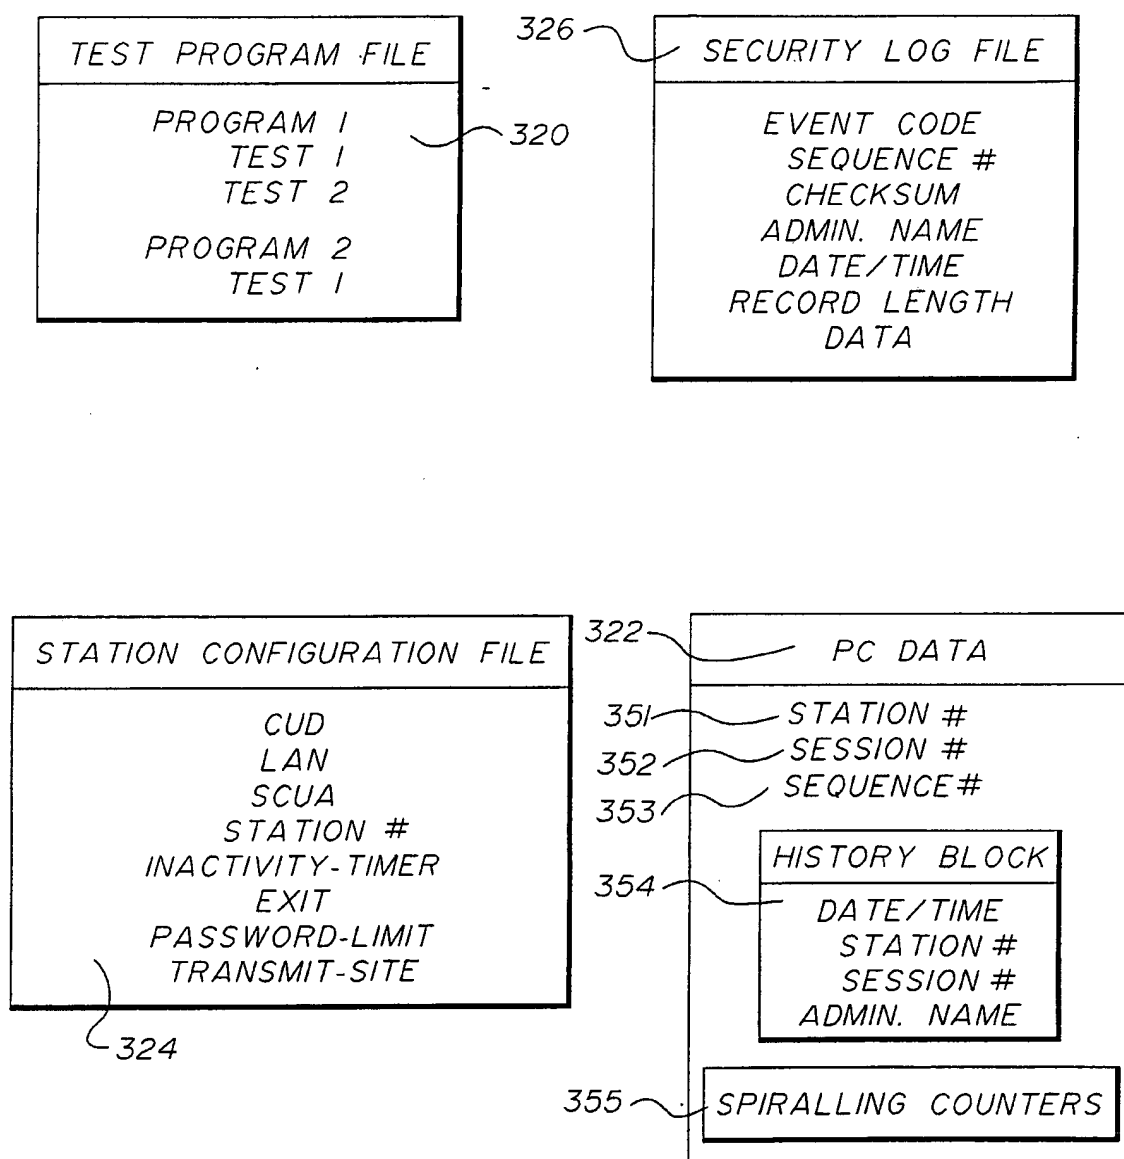 TEST PROGRAM FILE
PROGRAM 1
TEST 1
TEST 2
PROGRAM 2
TEST 1
320
326
SECURITY LOG FILE
EVENT CODE
SEQUENCE #
CHECKSUM
ADMIN. NAME
DATE/TIME
RECORD LENGTH
DATA
STATION CONFIGURATION FILE
CUD
LAN
SCUA
STATION #
INACTIVITY-TIMER
EXIT
PASSWORD-LIMIT
TRANSMIT-SITE
324
322
PC DATA
351
STATION #
352
SESSION #
353
SEQUENCE #
354
HISTORY BLOCK
DATE/TIME
STATION #
SESSION #
ADMIN. NAME
355
SPIRALLING COUNTERS